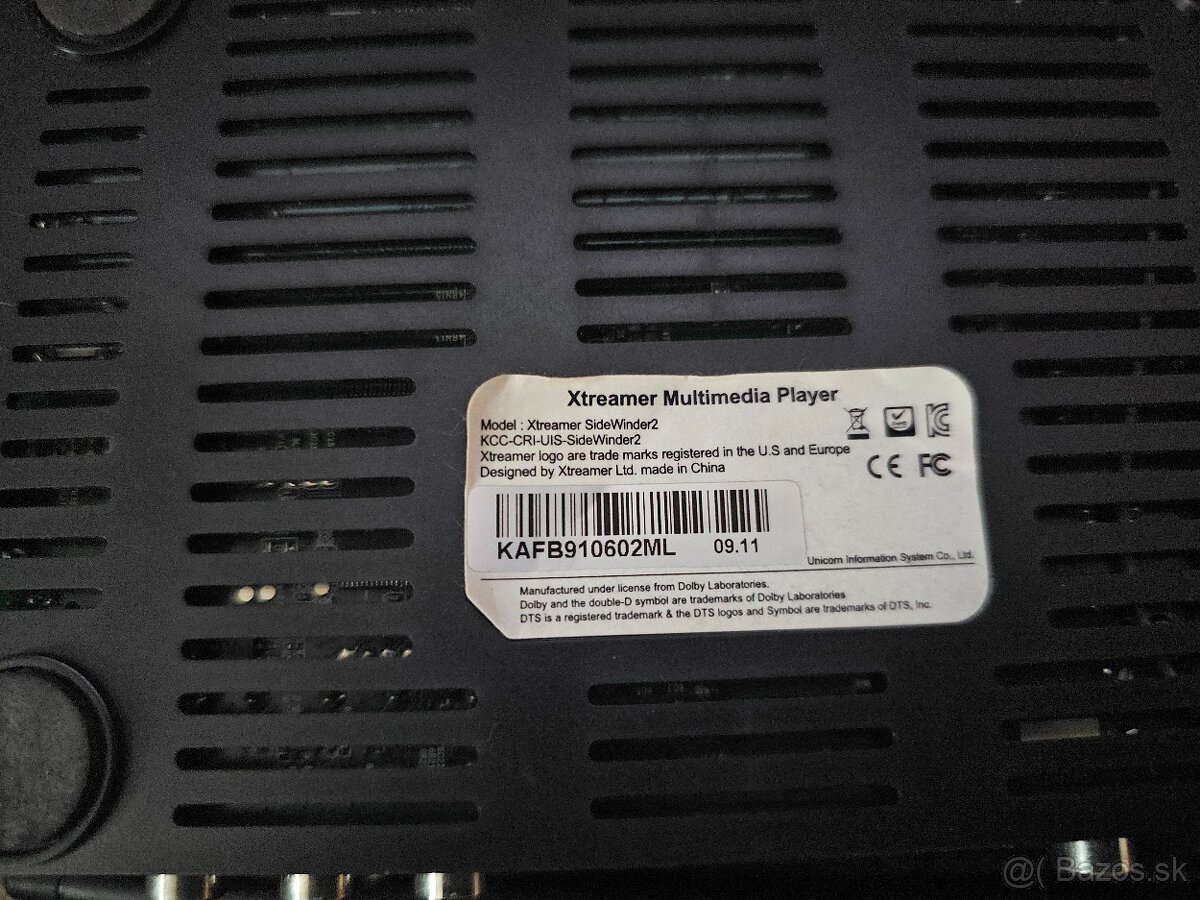 Xtreamer Multimedia Player
Model : Xtreamer SideWinder2
KCC-CRI-UIS-SideWinder2
Xtreamer logo are trade marks registered in the U.S and Europe
Designed by Xtreamer Ltd. made in China
CE FC
KAFB910602ML 09.11
Unicorn Information System Co., Ltd.
Manufactured under license from Dolby Laboratories.
Dolby and the double-D symbol are trademarks of Dolby Laboratories
DTS is a registered trademark & the DTS logos and Symbol are trademarks of DTS, Inc.
@( Bazos.sk